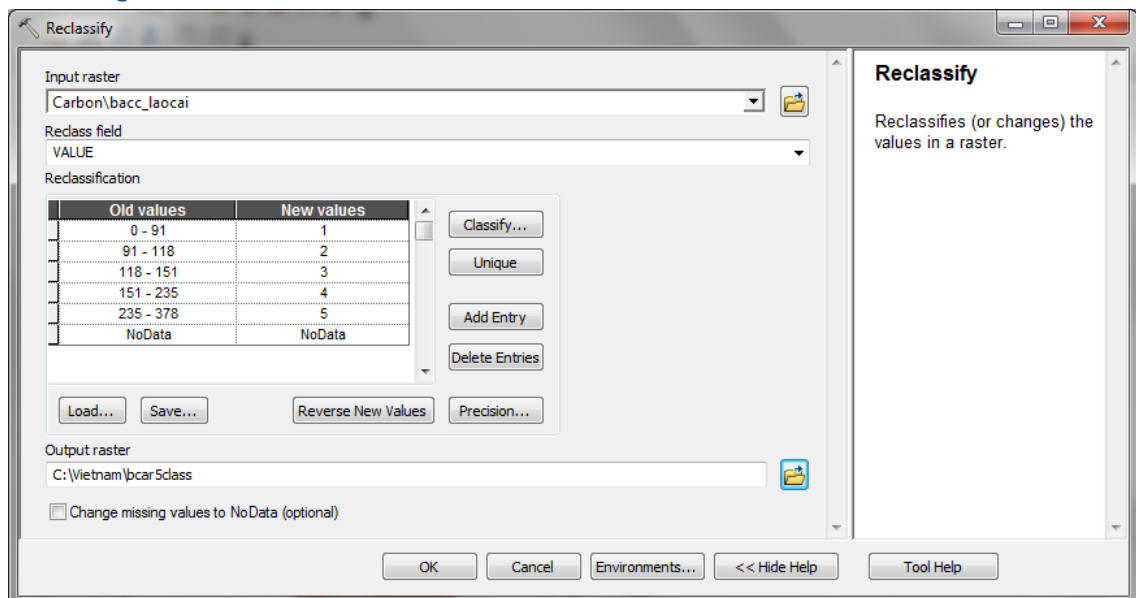 Reclassify
Input raster
Carbon\bacc_laocai
Reclass field
VALUE
Reclassification
Old values New values
0 - 91 1
91 - 118 2
118 - 151 3
151 - 235 4
235 - 378 5
NoData NoData
Classify...
Unique
Add Entry
Delete Entries
Load... Save... Reverse New Values Precision...
Output raster
C:\Vietnam\bcar5class
Change missing values to NoData (optional)
OK Cancel Environments... << Hide Help Tool Help
Reclassify
Reclassifies (or changes) the
values in a raster.